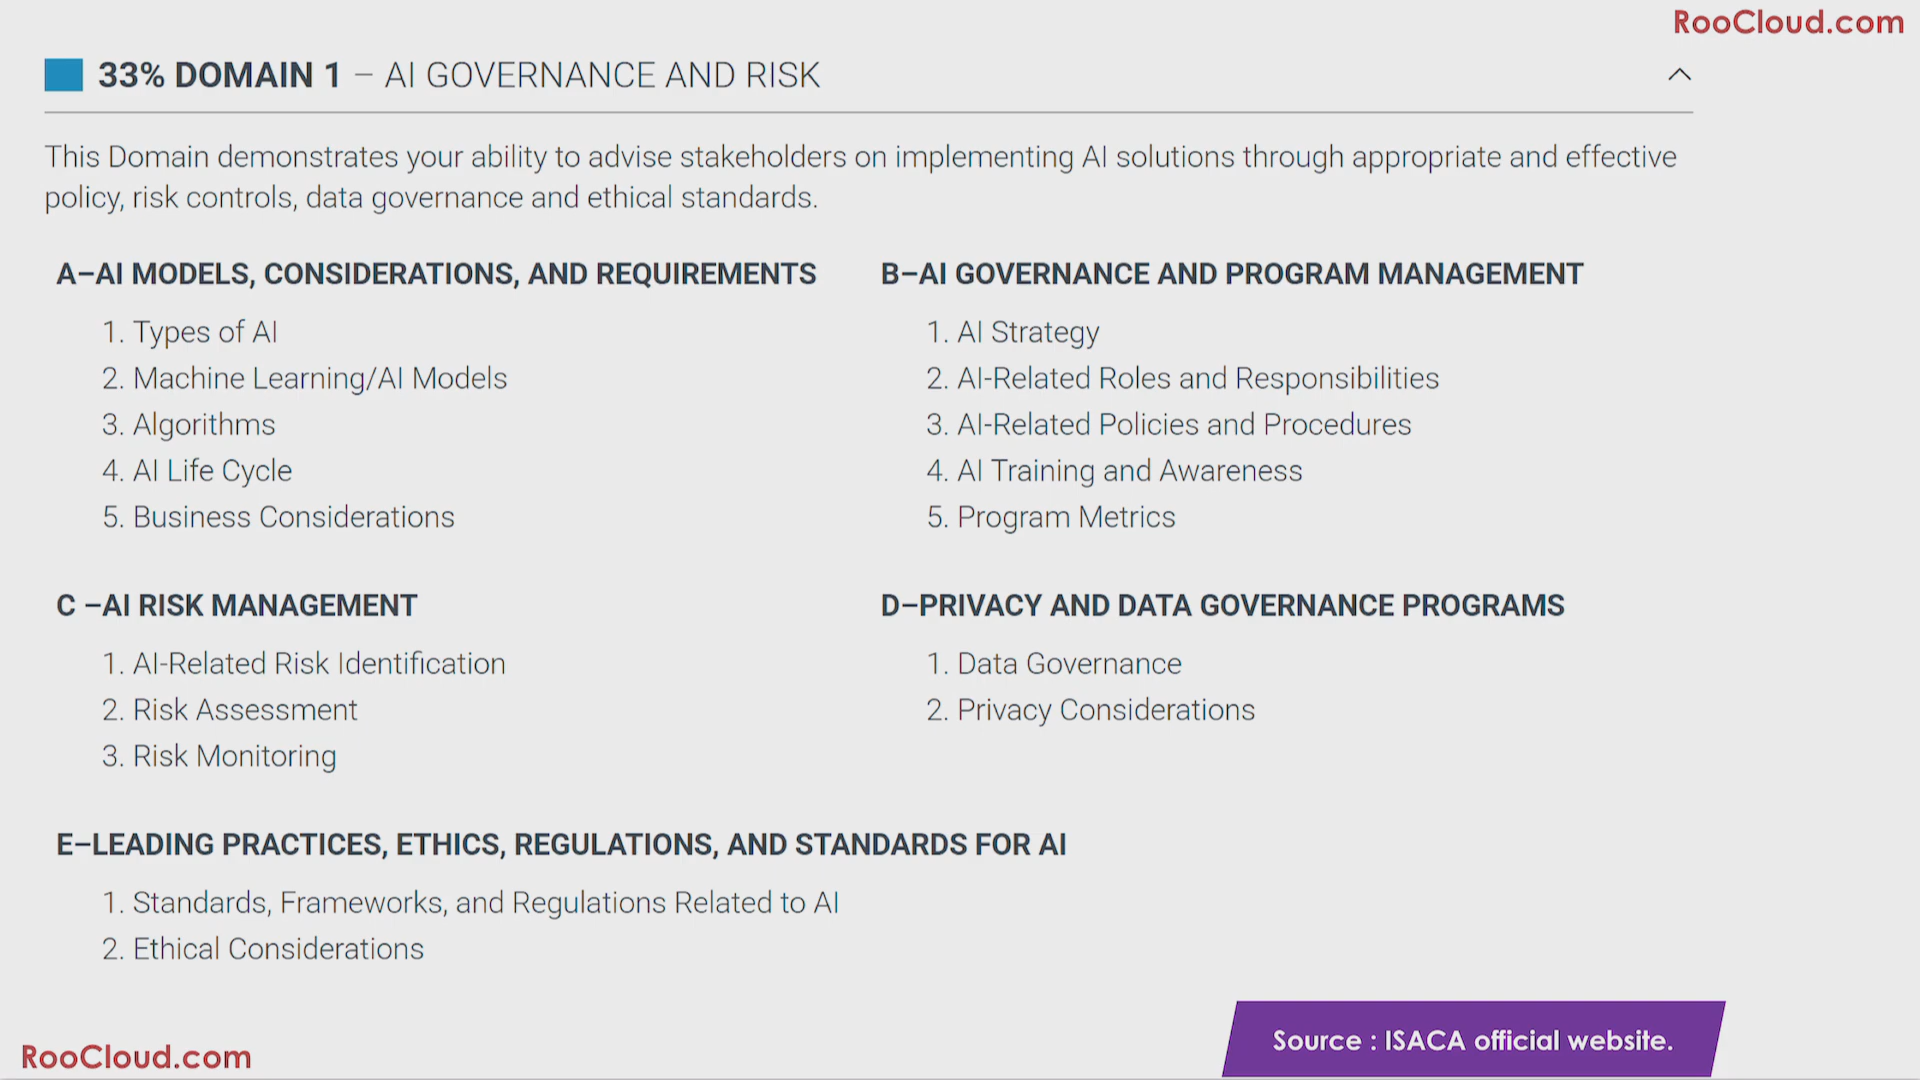 RooCloud.com
33% DOMAIN 1 – AI GOVERNANCE AND RISK
This Domain demonstrates your ability to advise stakeholders on implementing AI solutions through appropriate and effective
policy, risk controls, data governance and ethical standards.
A–AI MODELS, CONSIDERATIONS, AND REQUIREMENTS
1. Types of AI
2. Machine Learning/AI Models
3. Algorithms
4. AI Life Cycle
5. Business Considerations
B–AI GOVERNANCE AND PROGRAM MANAGEMENT
1. AI Strategy
2. AI-Related Roles and Responsibilities
3. AI-Related Policies and Procedures
4. AI Training and Awareness
5. Program Metrics
C –AI RISK MANAGEMENT
1. AI-Related Risk Identification
2. Risk Assessment
3. Risk Monitoring
D–PRIVACY AND DATA GOVERNANCE PROGRAMS
1. Data Governance
2. Privacy Considerations
E–LEADING PRACTICES, ETHICS, REGULATIONS, AND STANDARDS FOR AI
1. Standards, Frameworks, and Regulations Related to AI
2. Ethical Considerations
Source : ISACA official website.
RooCloud.com